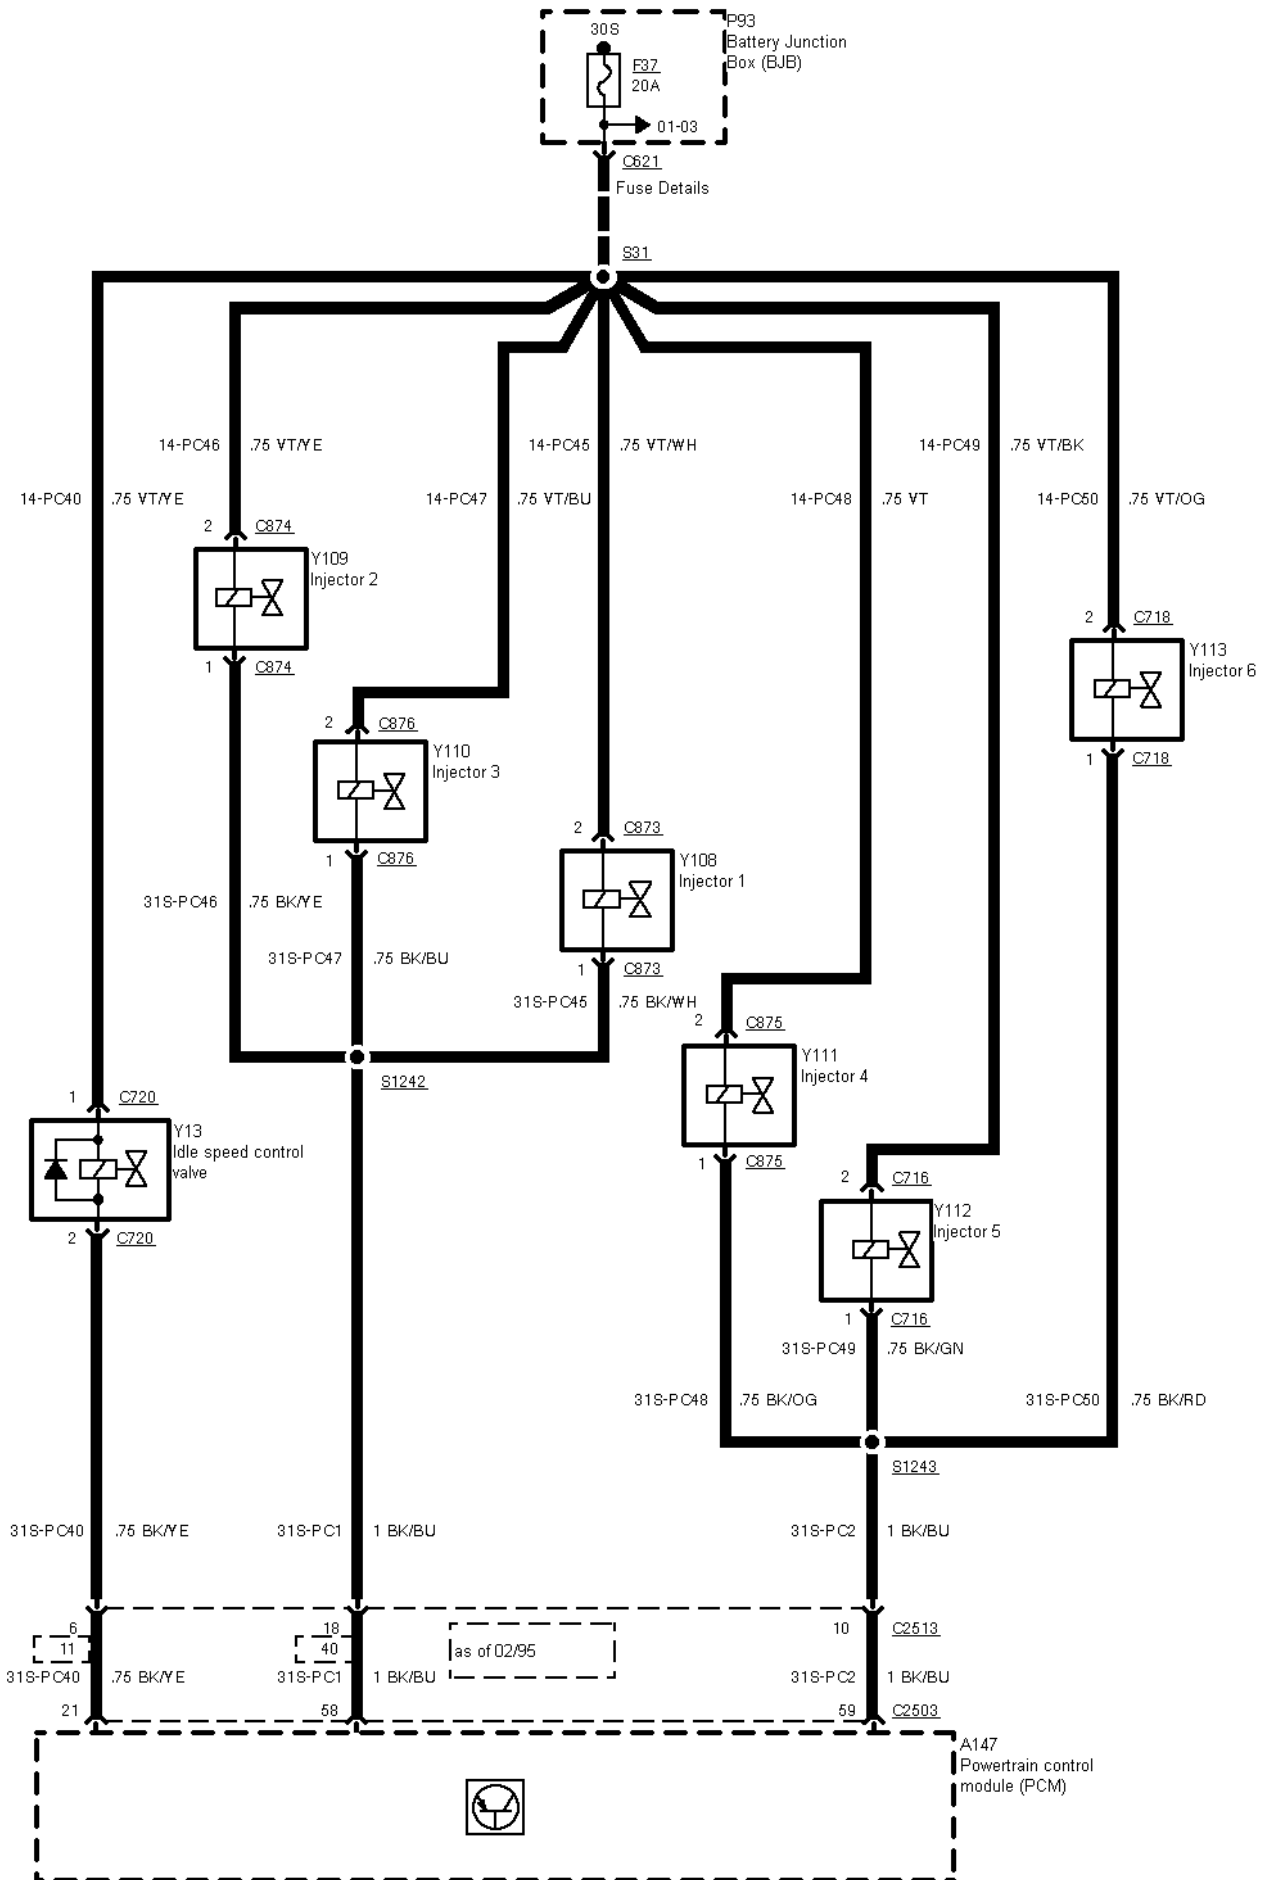 P93
Battery Junction
Box (BJB)
30S
F37
20A
01-03
C621
Fuse Details
S31
14-PC46 .75 VT/YE
14-PC45 .75 VT/WH
14-PC49 .75 VT/BK
14-PC40 .75 VT/YE
14-PC47 .75 VT/BU
14-PC48 .75 VT
14-PC50 .75 VT/OG
2 C874
Y109
Injector 2
1 C874
2 C718
Y113
Injector 6
1 C718
2 C876
Y110
Injector 3
1 C876
2 C873
Y108
Injector 1
1 C873
31S-PC46 .75 BK/YE
31S-PC47 .75 BK/BU
31S-PC45 .75 BK/WH
2 C875
Y111
Injector 4
1 C875
S1242
1 C720
Y13
Idle speed control
valve
2 C720
2 C716
Y112
Injector 5
1 C716
31S-PC49 .75 BK/GN
31S-PC48 .75 BK/OG
31S-PC50 .75 BK/RD
S1243
31S-PC40 .75 BK/YE
31S-PC1 1 BK/BU
31S-PC2 1 BK/BU
6 18 10 C2513
11 40 as of 02/95
31S-PC40 .75 BK/YE
31S-PC1 1 BK/BU
31S-PC2 1 BK/BU
21 58 59 C2503
A147
Powertrain control
module (PCM)